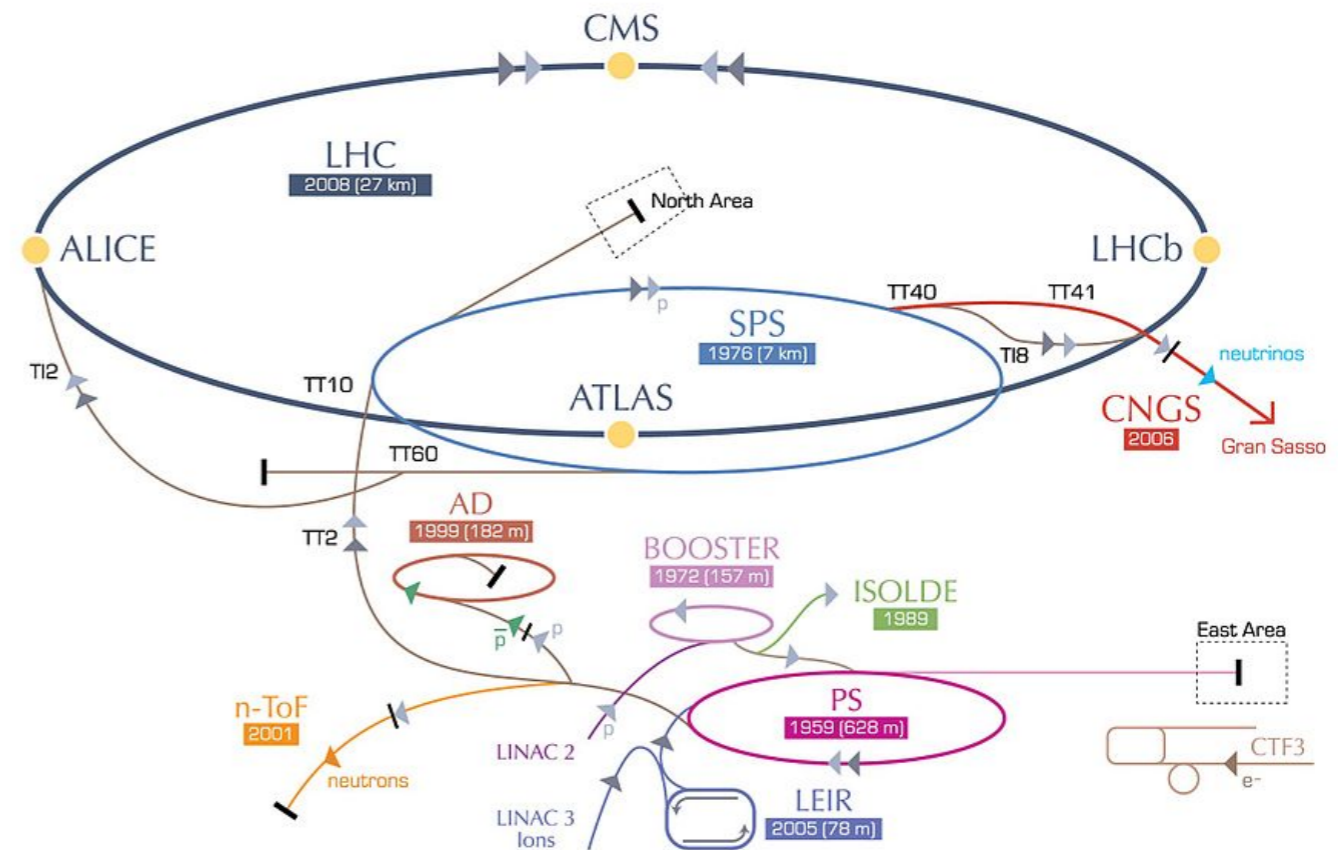 CMS
LHC
2008 (27 km)
North Area
ALICE
LHCb
TT40
TT41
p
SPS
1976 (7 km)
TI8
neutrinos
TI2
TT10
ATLAS
CNGS
2006
Gran Sasso
TT60
AD
1999 (182 m)
TT2
BOOSTER
1972 (157 m)
ISOLDE
1989
p̅
p
East Area
n-ToF
2001
PS
1959 (628 m)
p
LINAC 2
neutrons
CTF3
e-
LEIR
2005 (78 m)
LINAC 3
Ions